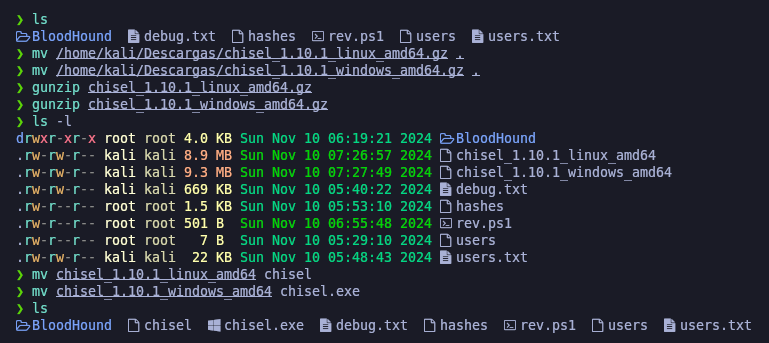 ❯ ls
BloodHound debug.txt hashes rev.ps1 users users.txt
❯ mv /home/kali/Descargas/chisel_1.10.1_linux_amd64.gz .
❯ mv /home/kali/Descargas/chisel_1.10.1_windows_amd64.gz .
❯ gunzip chisel_1.10.1_linux_amd64.gz
❯ gunzip chisel_1.10.1_windows_amd64.gz
❯ ls -l
drwxr-xr-x root root 4.0 KB Sun Nov 10 06:19:21 2024 BloodHound
.rw-rw-r-- kali kali 8.9 MB Sun Nov 10 07:26:57 2024 chisel_1.10.1_linux_amd64
.rw-rw-r-- kali kali 9.3 MB Sun Nov 10 07:27:49 2024 chisel_1.10.1_windows_amd64
.rw-rw-r-- kali kali 669 KB Sun Nov 10 05:40:22 2024 debug.txt
.rw-r--r-- root root 1.5 KB Sun Nov 10 05:53:10 2024 hashes
.rw-r--r-- root root 501 B Sun Nov 10 06:55:48 2024 rev.ps1
.rw-r--r-- root root 7 B Sun Nov 10 05:29:10 2024 users
.rw-rw-r-- kali kali 22 KB Sun Nov 10 05:48:43 2024 users.txt
❯ mv chisel_1.10.1_linux_amd64 chisel
❯ mv chisel_1.10.1_windows_amd64 chisel.exe
❯ ls
BloodHound chisel chisel.exe debug.txt hashes rev.ps1 users users.txt